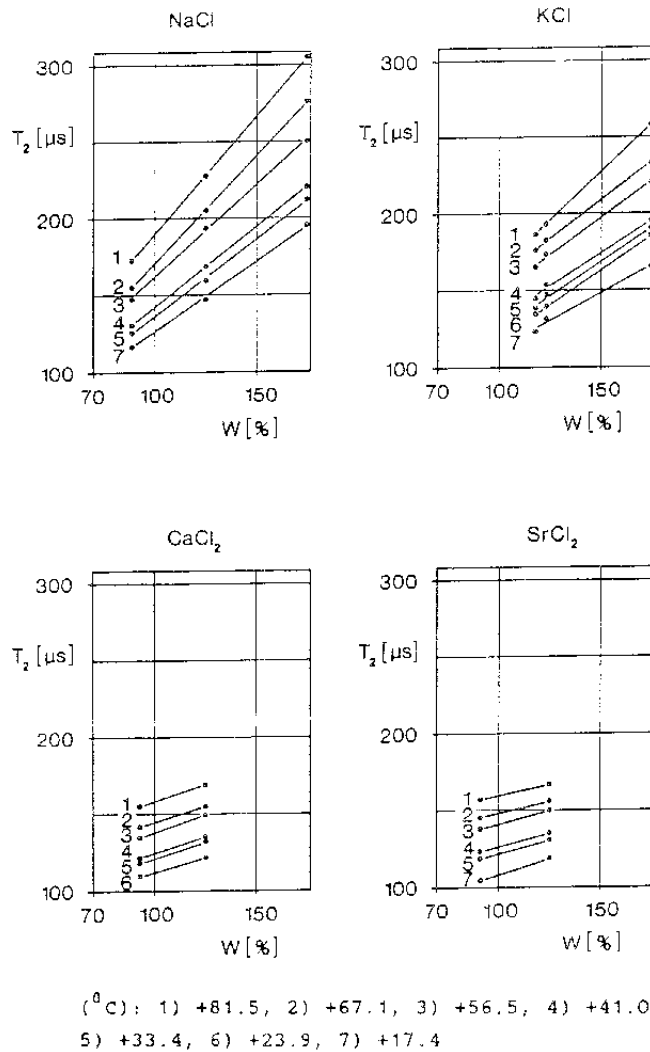 NaCl
300
T₂ [µs]
200
100
1
2
3
4
5
7
70 100 150
W [%]
KCl
300
T₂ [µs]
200
100
1
2
3
4
5
6
7
70 100 150
W [%]
CaCl₂
300
T₂ [µs]
200
100
1
2
3
4
5
6
70 100 150
W [%]
SrCl₂
300
T₂ [µs]
200
100
1
2
3
4
5
7
70 100 150
W [%]
(⁰C): 1) +81.5, 2) +67.1, 3) +56.5, 4) +41.0
5) +33.4, 6) +23.9, 7) +17.4